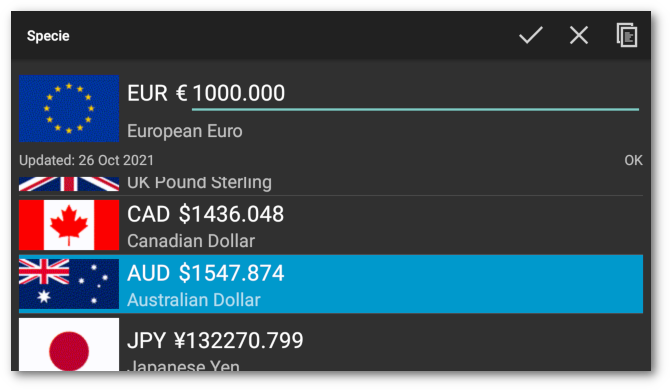 Specie
EUR € 1000.000
European Euro
Updated: 26 Oct 2021 OK
UK Pound Sterling
CAD $1436.048
Canadian Dollar
AUD $1547.874
Australian Dollar
JPY ¥132270.799
Japanese Yen